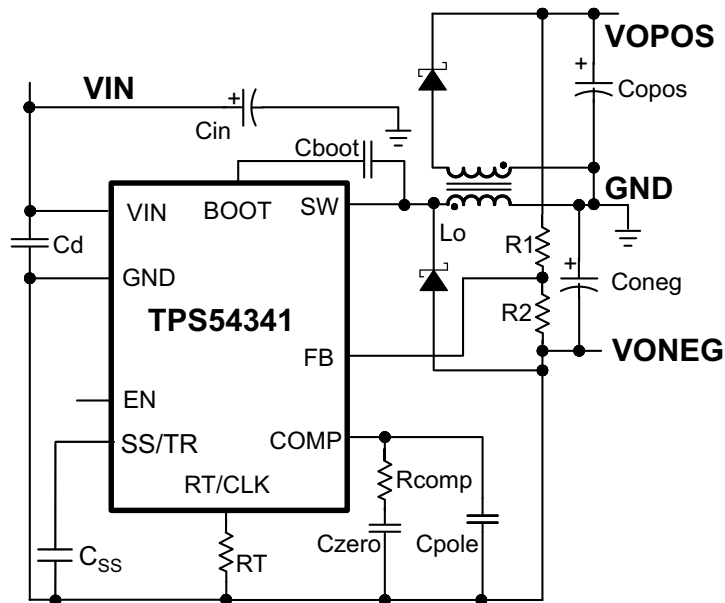 VOPOS
VIN
Copos
Cin
Cboot
GND
VIN
BOOT
SW
Lo
R1
Cd
GND
Coneg
TPS54341
R2
FB
VONEG
EN
SS/TR
COMP
Rcomp
RT/CLK
Czero
Cpole
CSS
RT
+
+
+